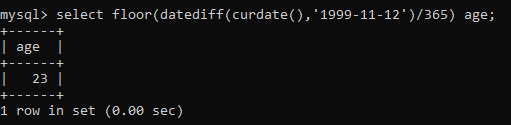 mysql> select floor(datediff(curdate(),'1999-11-12')/365) age;
+------+
| age  |
+------+
|   23 |
+------+
1 row in set (0.00 sec)